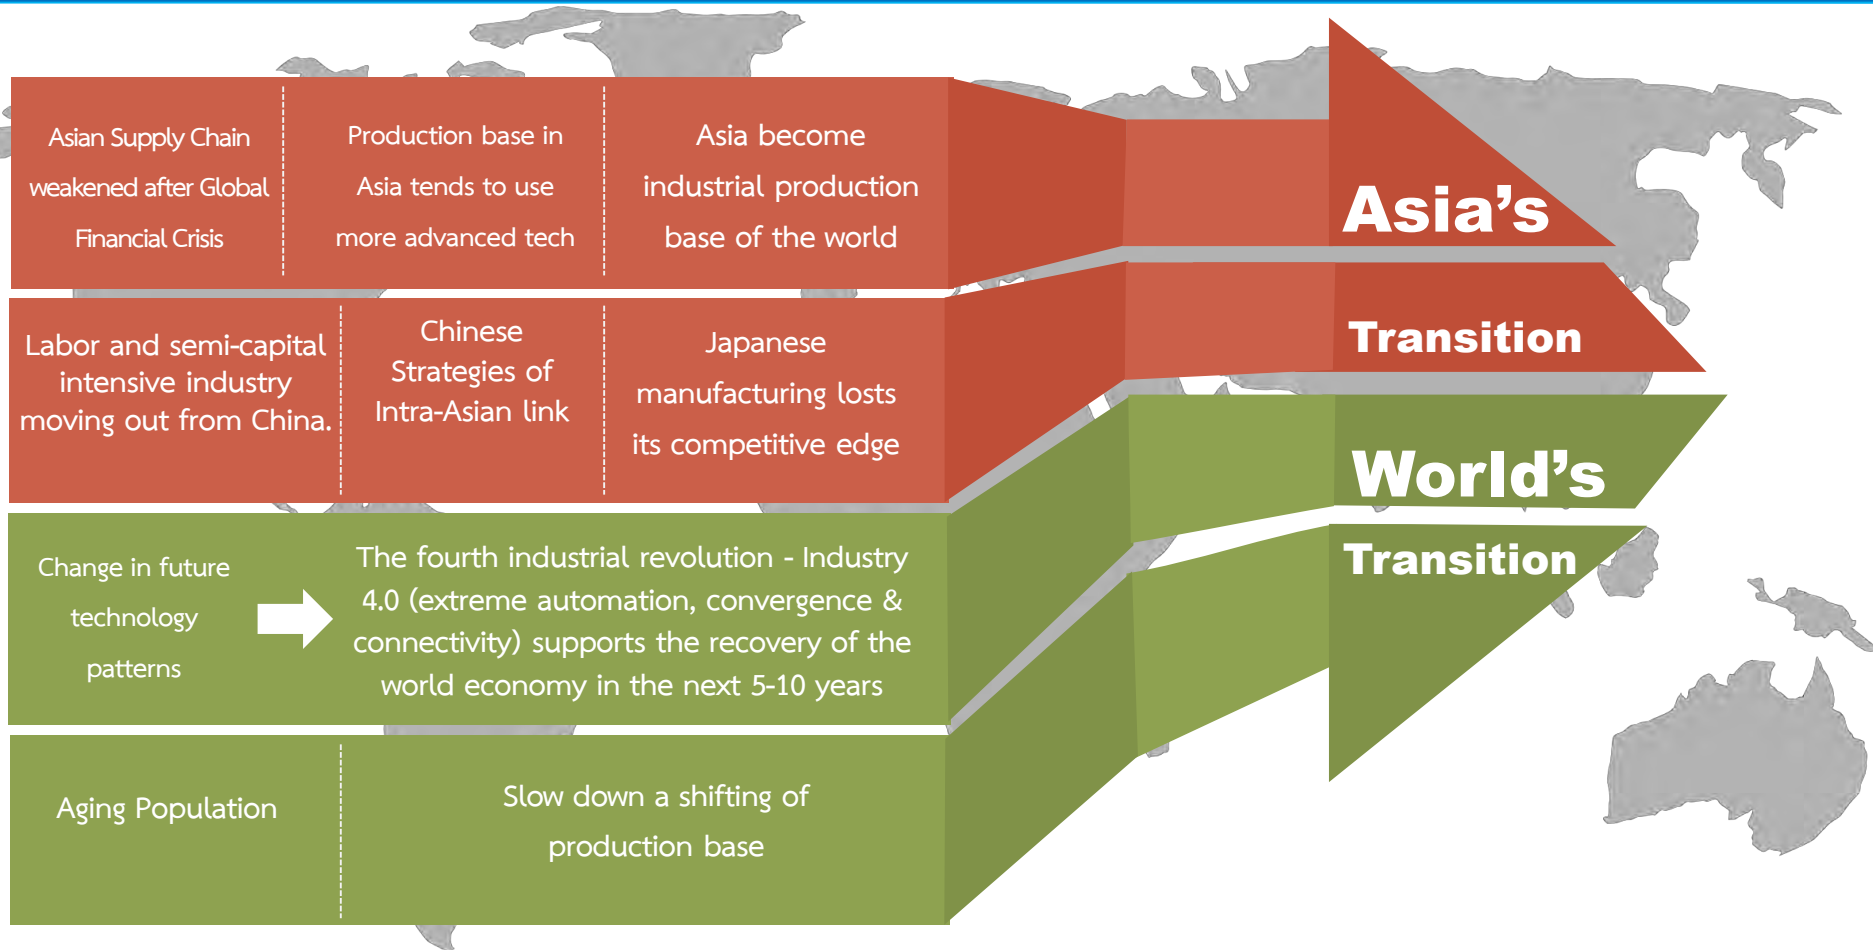 Asian Supply Chain
weakened after Global
Financial Crisis
Production base in
Asia tends to use
more advanced tech
Asia become
industrial production
base of the world
Asia's
Labor and semi-capital
intensive industry
moving out from China.
Chinese
Strategies of
Intra-Asian link
Japanese
manufacturing losts
its competitive edge
Transition
Change in future
technology
patterns
The fourth industrial revolution - Industry
4.0 (extreme automation, convergence &
connectivity) supports the recovery of the
world economy in the next 5-10 years
World's
Transition
Aging Population
Slow down a shifting of
production base